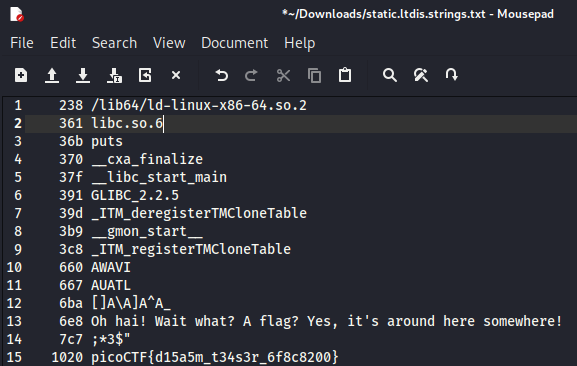 *~/Downloads/static.ltdis.strings.txt - Mousepad
File Edit Search View Document Help
1 238 /lib64/ld-linux-x86-64.so.2
2 361 libc.so.6
3 36b puts
4 370 __cxa_finalize
5 37f __libc_start_main
6 391 GLIBC_2.2.5
7 39d _ITM_deregisterTMCloneTable
8 3b9 __gmon_start__
9 3c8 _ITM_registerTMCloneTable
10 660 AWAVI
11 667 AUATL
12 6ba []A\A]A^A_
13 6e8 Oh hai! Wait what? A flag? Yes, it's around here somewhere!
14 7c7 ;*3$"
15 1020 picoCTF{d15a5m_t34s3r_6f8c8200}